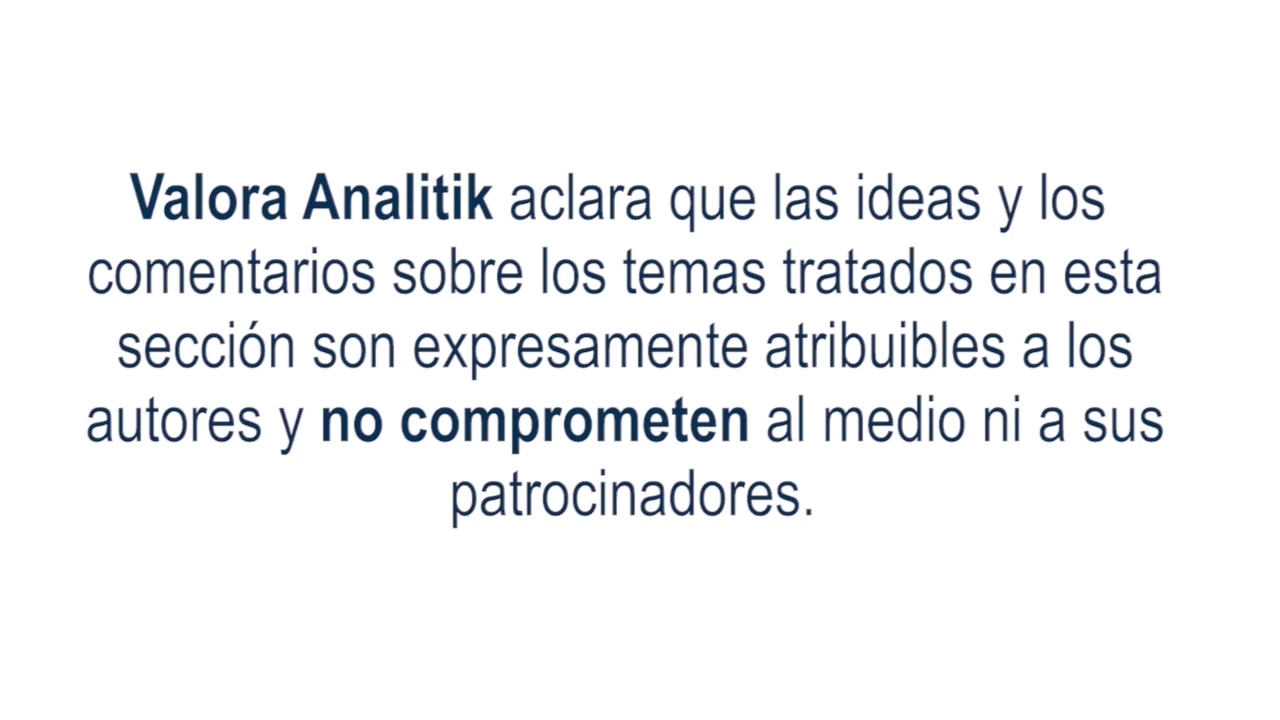 Valora Analitik aclara que las ideas y los
comentarios sobre los temas tratados en esta
sección son expresamente atribuibles a los
autores y no comprometen al medio ni a sus
patrocinadores.